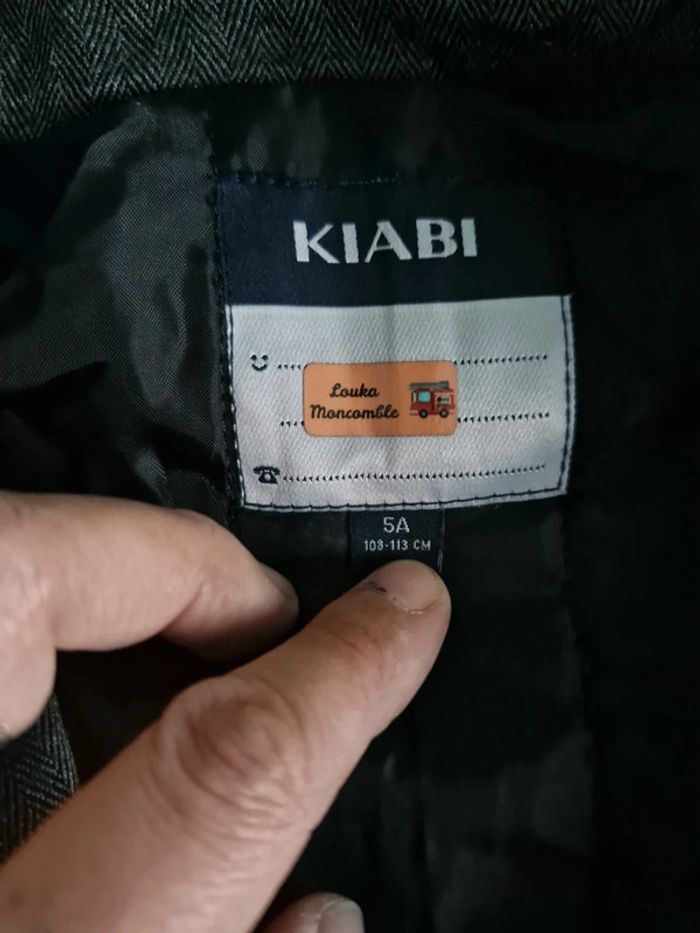 KIABI
Louka
Moncomble
5A
108-113 CM